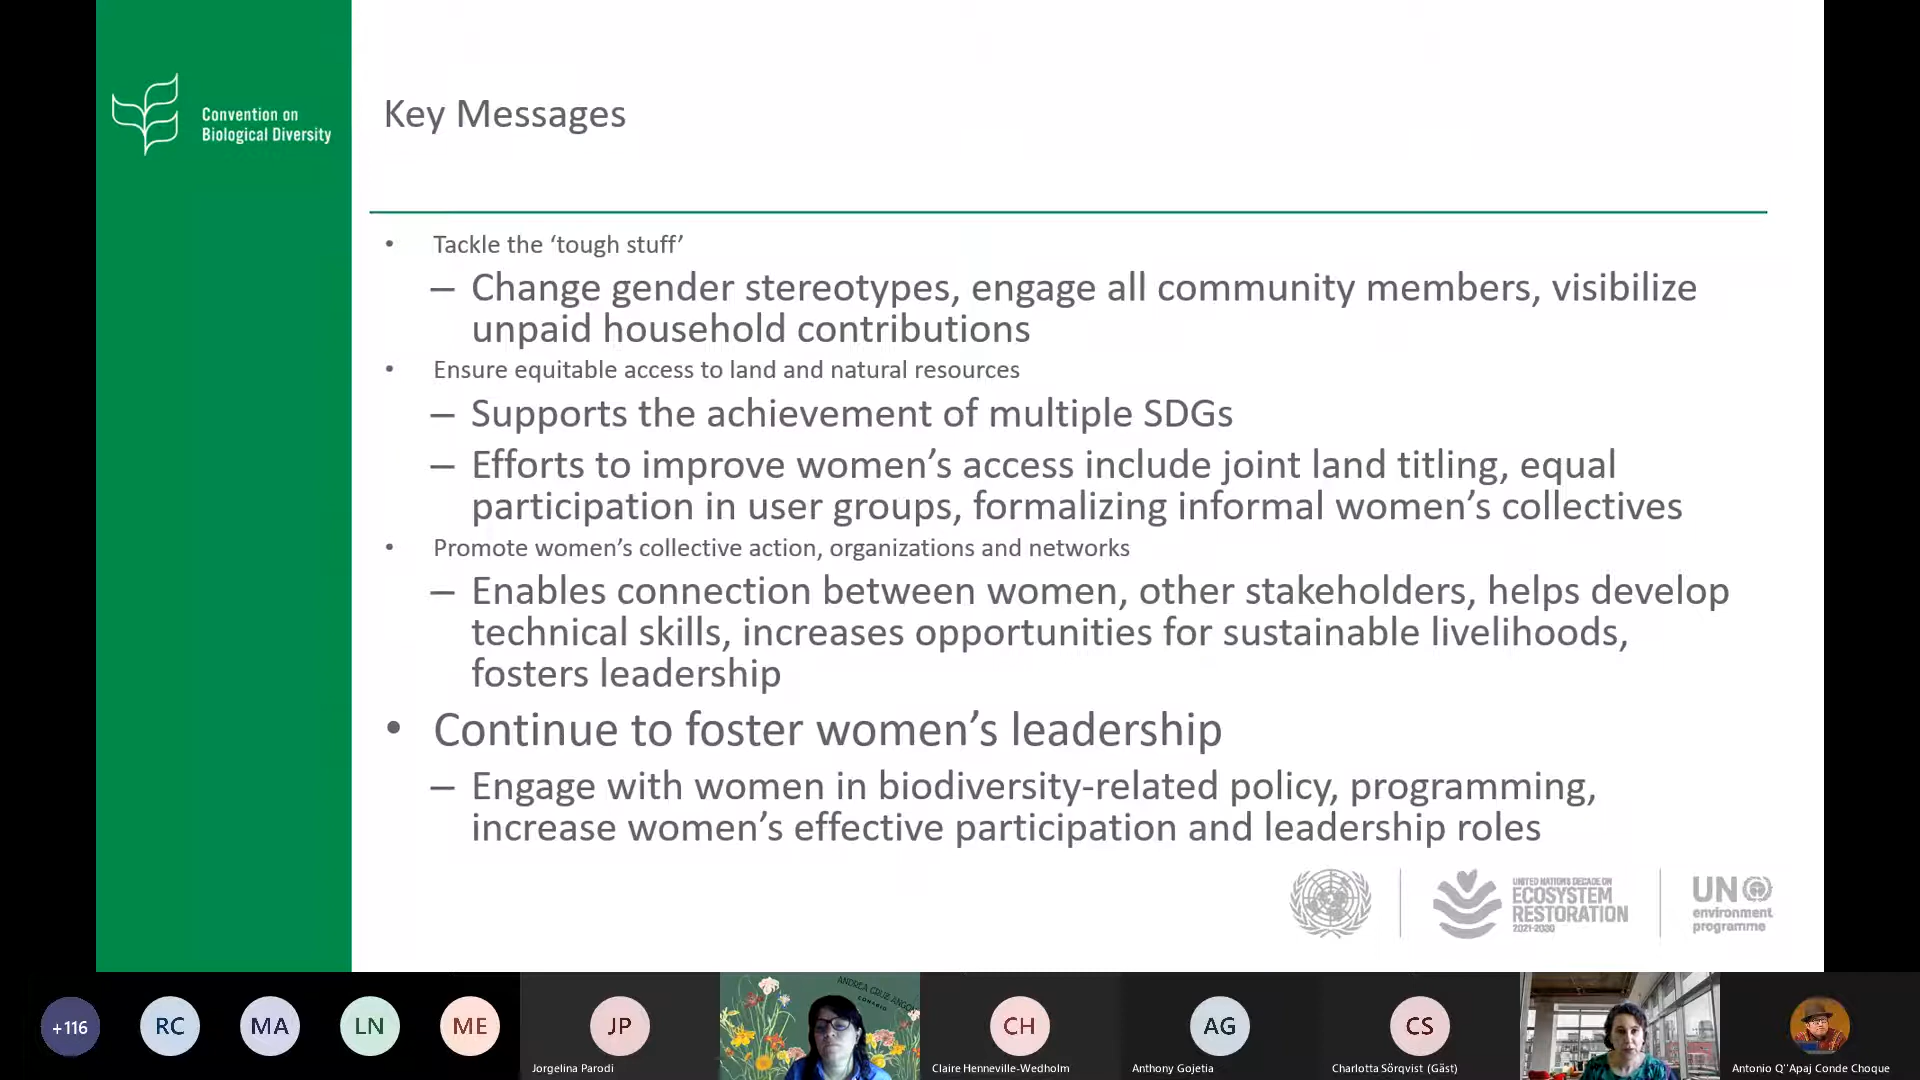 Convention on
Biological Diversity
Key Messages
• Tackle the ‘tough stuff’
– Change gender stereotypes, engage all community members, visibilize
unpaid household contributions
• Ensure equitable access to land and natural resources
– Supports the achievement of multiple SDGs
– Efforts to improve women’s access include joint land titling, equal
participation in user groups, formalizing informal women’s collectives
• Promote women’s collective action, organizations and networks
– Enables connection between women, other stakeholders, helps develop
technical skills, increases opportunities for sustainable livelihoods,
fosters leadership
• Continue to foster women’s leadership
– Engage with women in biodiversity-related policy, programming,
increase women’s effective participation and leadership roles
UNITED NATIONS DECADE ON
ECOSYSTEM
RESTORATION
2021-2030
UN
environment
programme
+116
RC
MA
LN
ME
JP
Jorgelina Parodi
ANDREA CRUZ ANGÓN
CONABIO
CH
Claire Henneville-Wedholm
AG
Anthony Gojetia
CS
Charlotta Sörqvist (Gäst)
Antonio Q'´Apaj Conde Choque